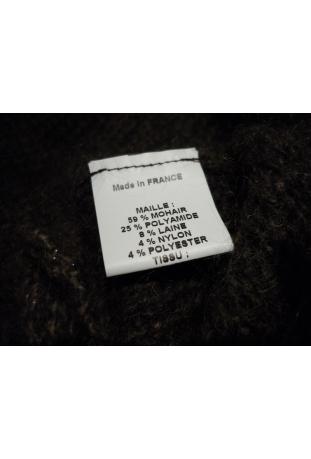 Made in FRANCE
MAILLE :
59 % MOHAIR
25 % POLYAMIDE
8 % LAINE
4 % NYLON
4 % POLYESTER
TISSU :